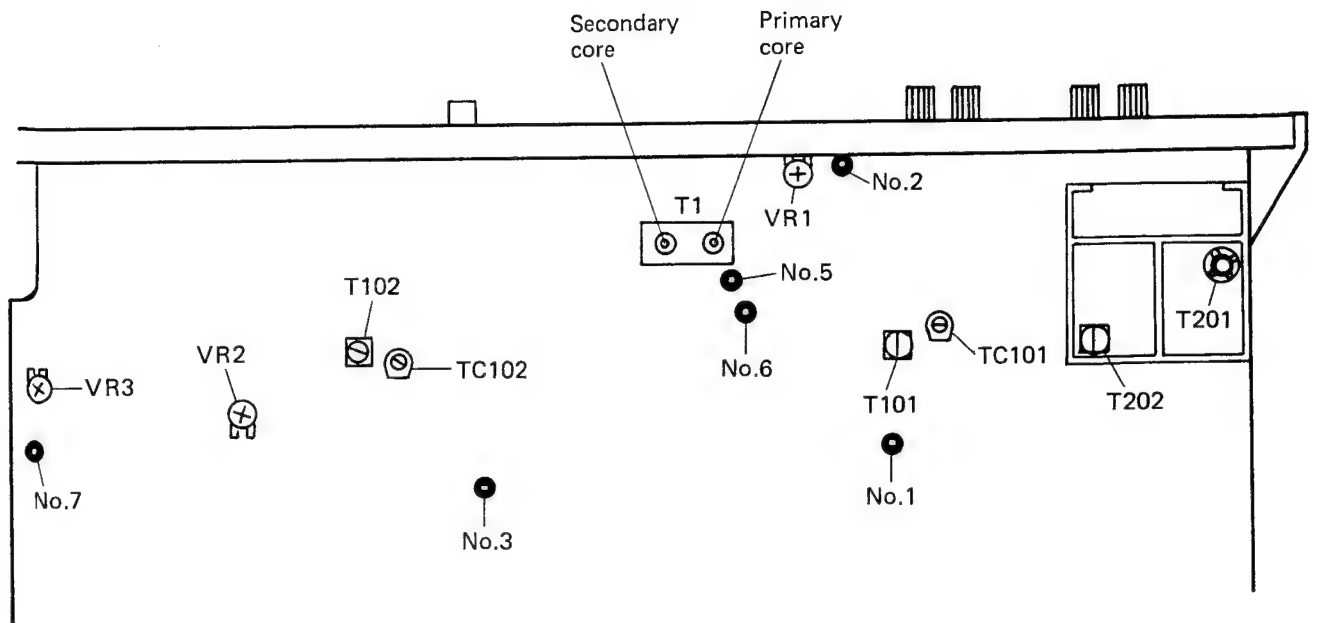 Secondary
core
Primary
core
No.2
VR1
T1
No.5
T102
T201
No.6
TC101
VR2
TC102
VR3
T101
T202
No.7
No.1
No.3